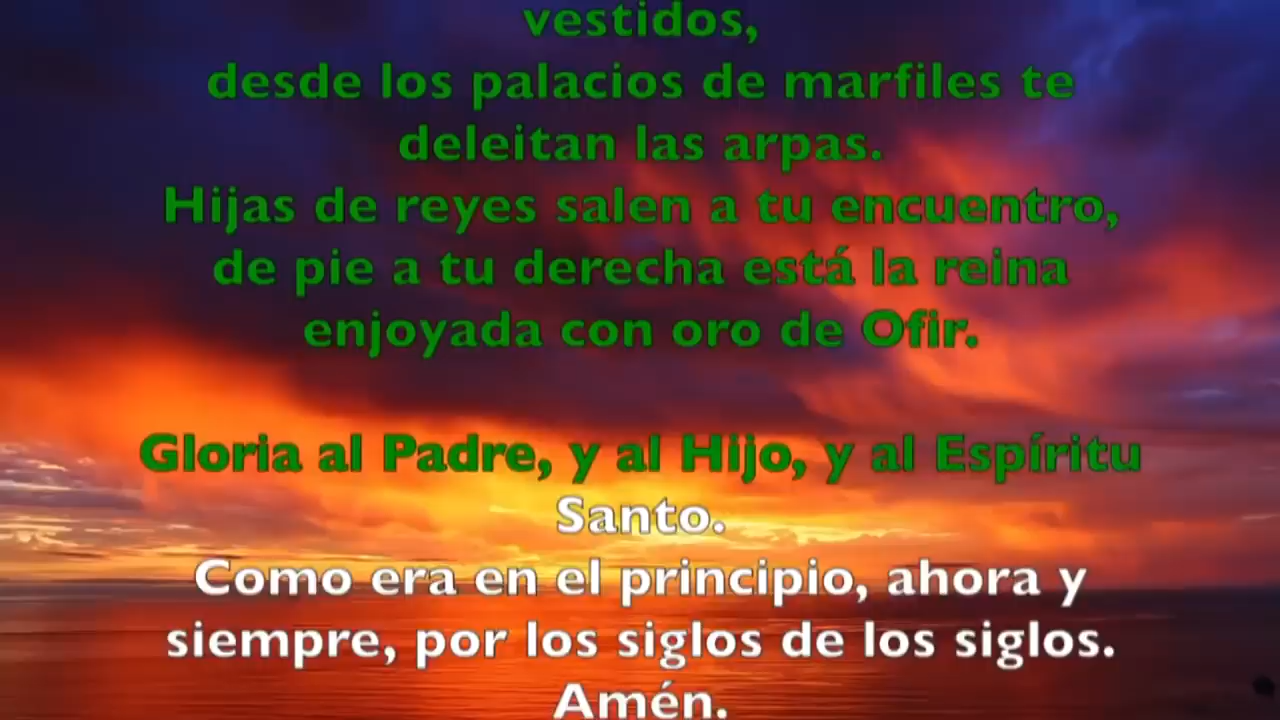 vestidos,
desde los palacios de marfiles te
deleitan las arpas.
Hijas de reyes salen a tu encuentro,
de pie a tu derecha está la reina
enjoyada con oro de Ofir.
Gloria al Padre, y al Hijo, y al Espíritu
Santo.
Como era en el principio, ahora y
siempre, por los siglos de los siglos.
Amén.